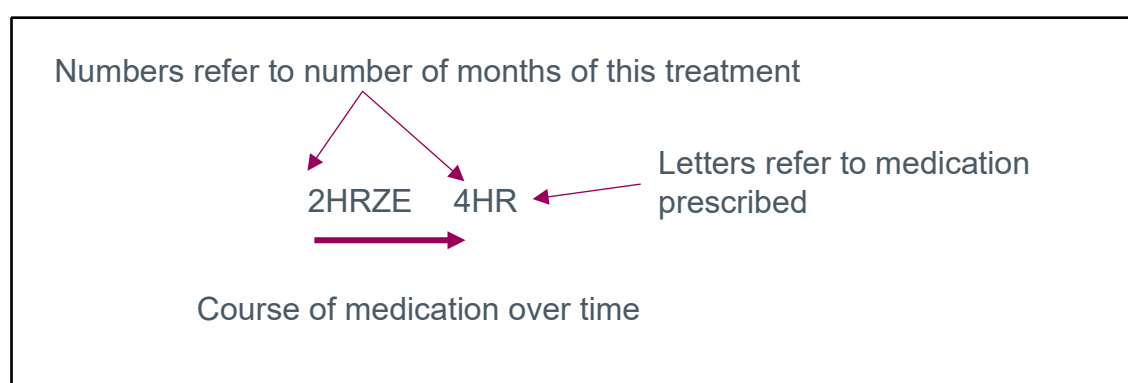 Numbers refer to number of months of this treatment
Letters refer to medication
prescribed
2HRZE 4HR
Course of medication over time